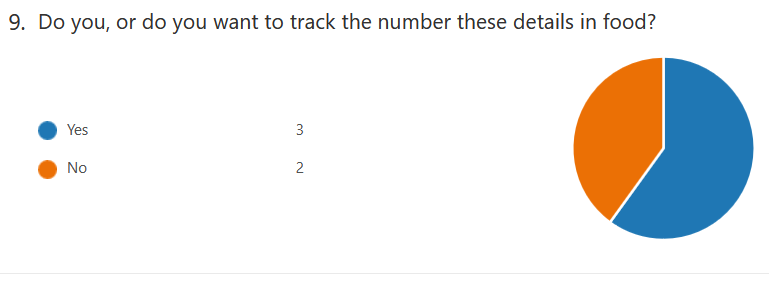 9. Do you, or do you want to track the number these details in food?
Yes 3
No 2